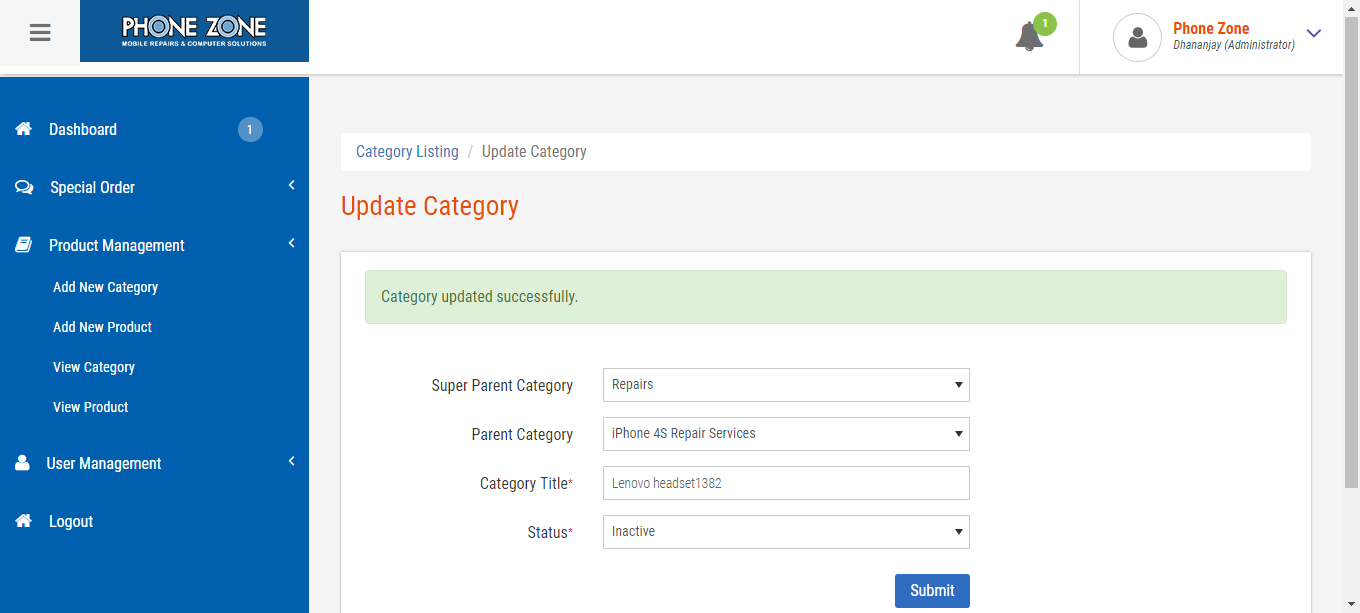 PHONE ZONE
MOBILE REPAIRS & COMPUTER SOLUTIONS
1
Phone Zone
Dhananjay (Administrator)
Dashboard 1
Special Order
Product Management
Add New Category
Add New Product
View Category
View Product
User Management
Logout
Category Listing / Update Category
Update Category
Category updated successfully.
Super Parent Category Repairs
Parent Category iPhone 4S Repair Services
Category Title* Lenovo headset1382
Status* Inactive
Submit